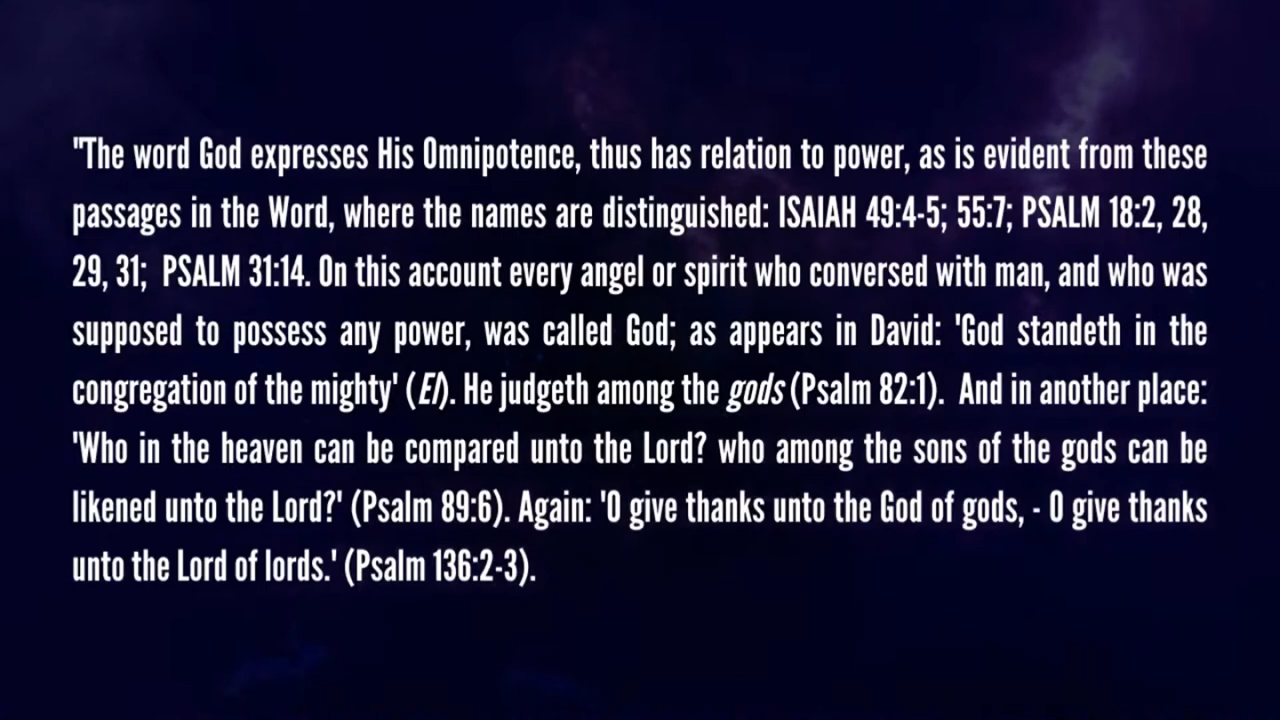 "The word God expresses His Omnipotence, thus has relation to power, as is evident from these
passages in the Word, where the names are distinguished: ISAIAH 49:4-5; 55:7; PSALM 18:2, 28,
29, 31; PSALM 31:14. On this account every angel or spirit who conversed with man, and who was
supposed to possess any power, was called God; as appears in David: 'God standeth in the
congregation of the mighty' (El). He judgeth among the gods (Psalm 82:1). And in another place:
'Who in the heaven can be compared unto the Lord? who among the sons of the gods can be
likened unto the Lord?' (Psalm 89:6). Again: 'O give thanks unto the God of gods, - O give thanks
unto the Lord of lords.' (Psalm 136:2-3).